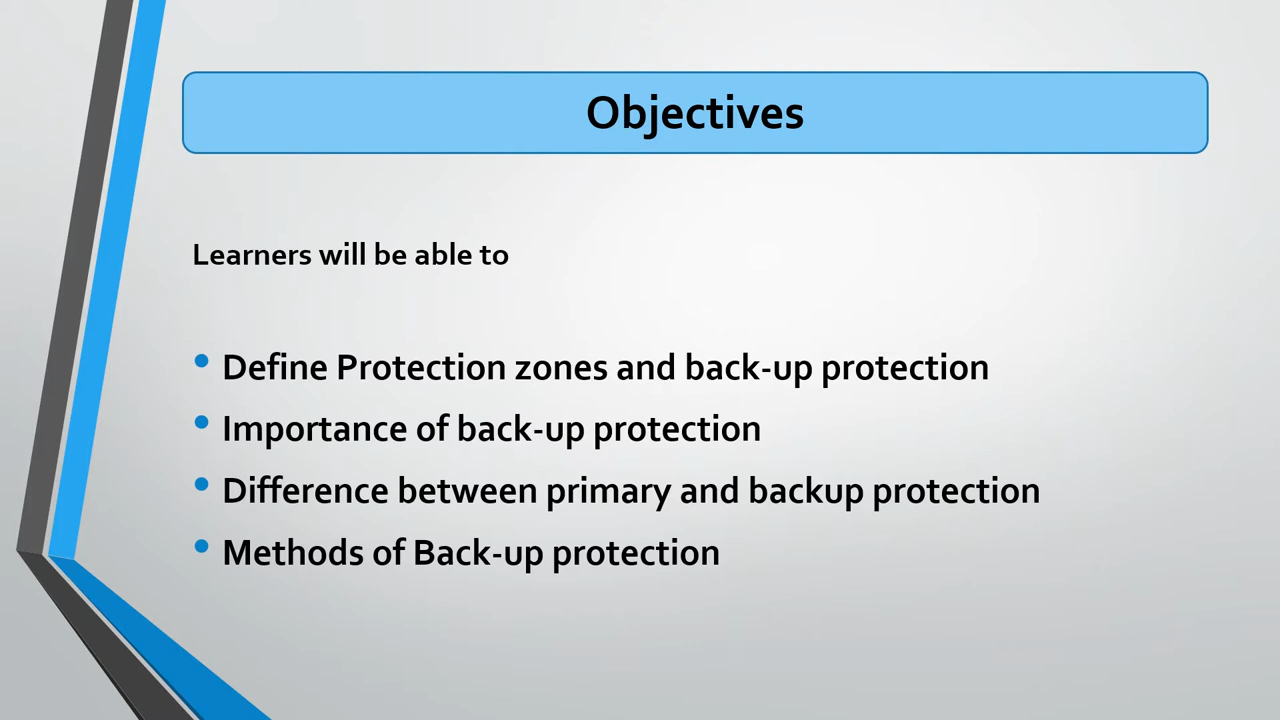 Objectives
Learners will be able to
• Define Protection zones and back-up protection
• Importance of back-up protection
• Difference between primary and backup protection
• Methods of Back-up protection